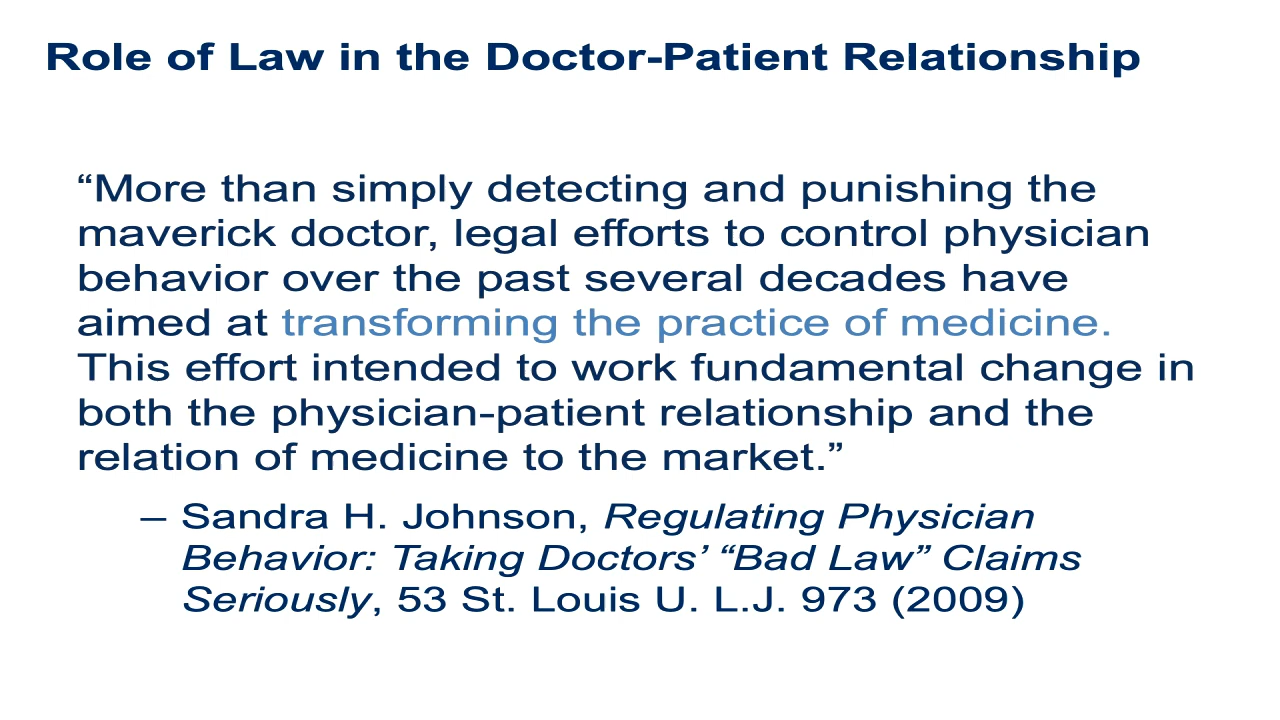 Role of Law in the Doctor-Patient Relationship
“More than simply detecting and punishing the
maverick doctor, legal efforts to control physician
behavior over the past several decades have
aimed at transforming the practice of medicine.
This effort intended to work fundamental change in
both the physician-patient relationship and the
relation of medicine to the market.”
– Sandra H. Johnson, Regulating Physician
Behavior: Taking Doctors’ “Bad Law” Claims
Seriously, 53 St. Louis U. L.J. 973 (2009)